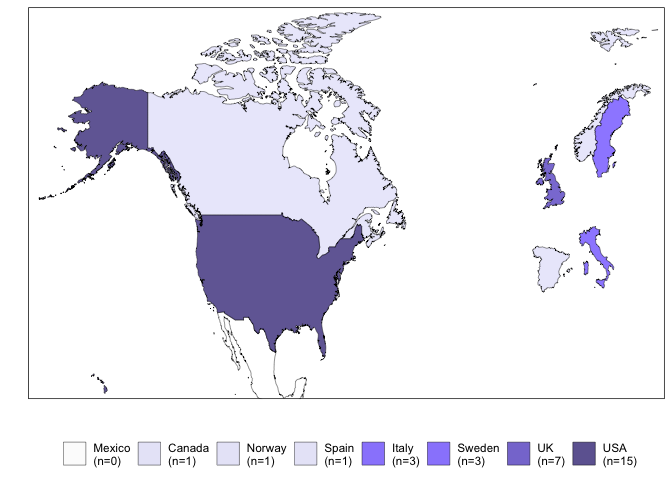 Mexico
(n=0)
Canada
(n=1)
Norway
(n=1)
Spain
(n=1)
Italy
(n=3)
Sweden
(n=3)
UK
(n=7)
USA
(n=15)